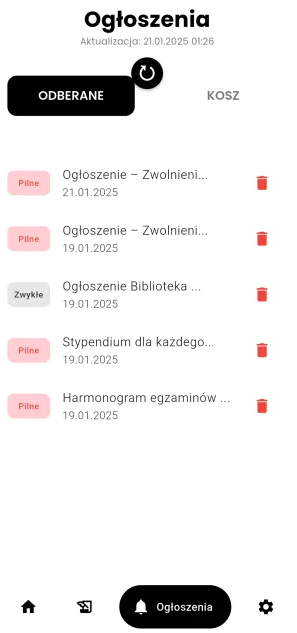 Ogłoszenia
Aktualizacja: 21.01.2025 01:26
ODBERANE
KOSZ
Pilne
Ogłoszenie – Zwolnieni...
21.01.2025
Pilne
Ogłoszenie – Zwolnieni...
19.01.2025
Zwykłe
Ogłoszenie Biblioteka ...
19.01.2025
Pilne
Stypendium dla każdego...
19.01.2025
Pilne
Harmonogram egzaminów ...
19.01.2025
Ogłoszenia